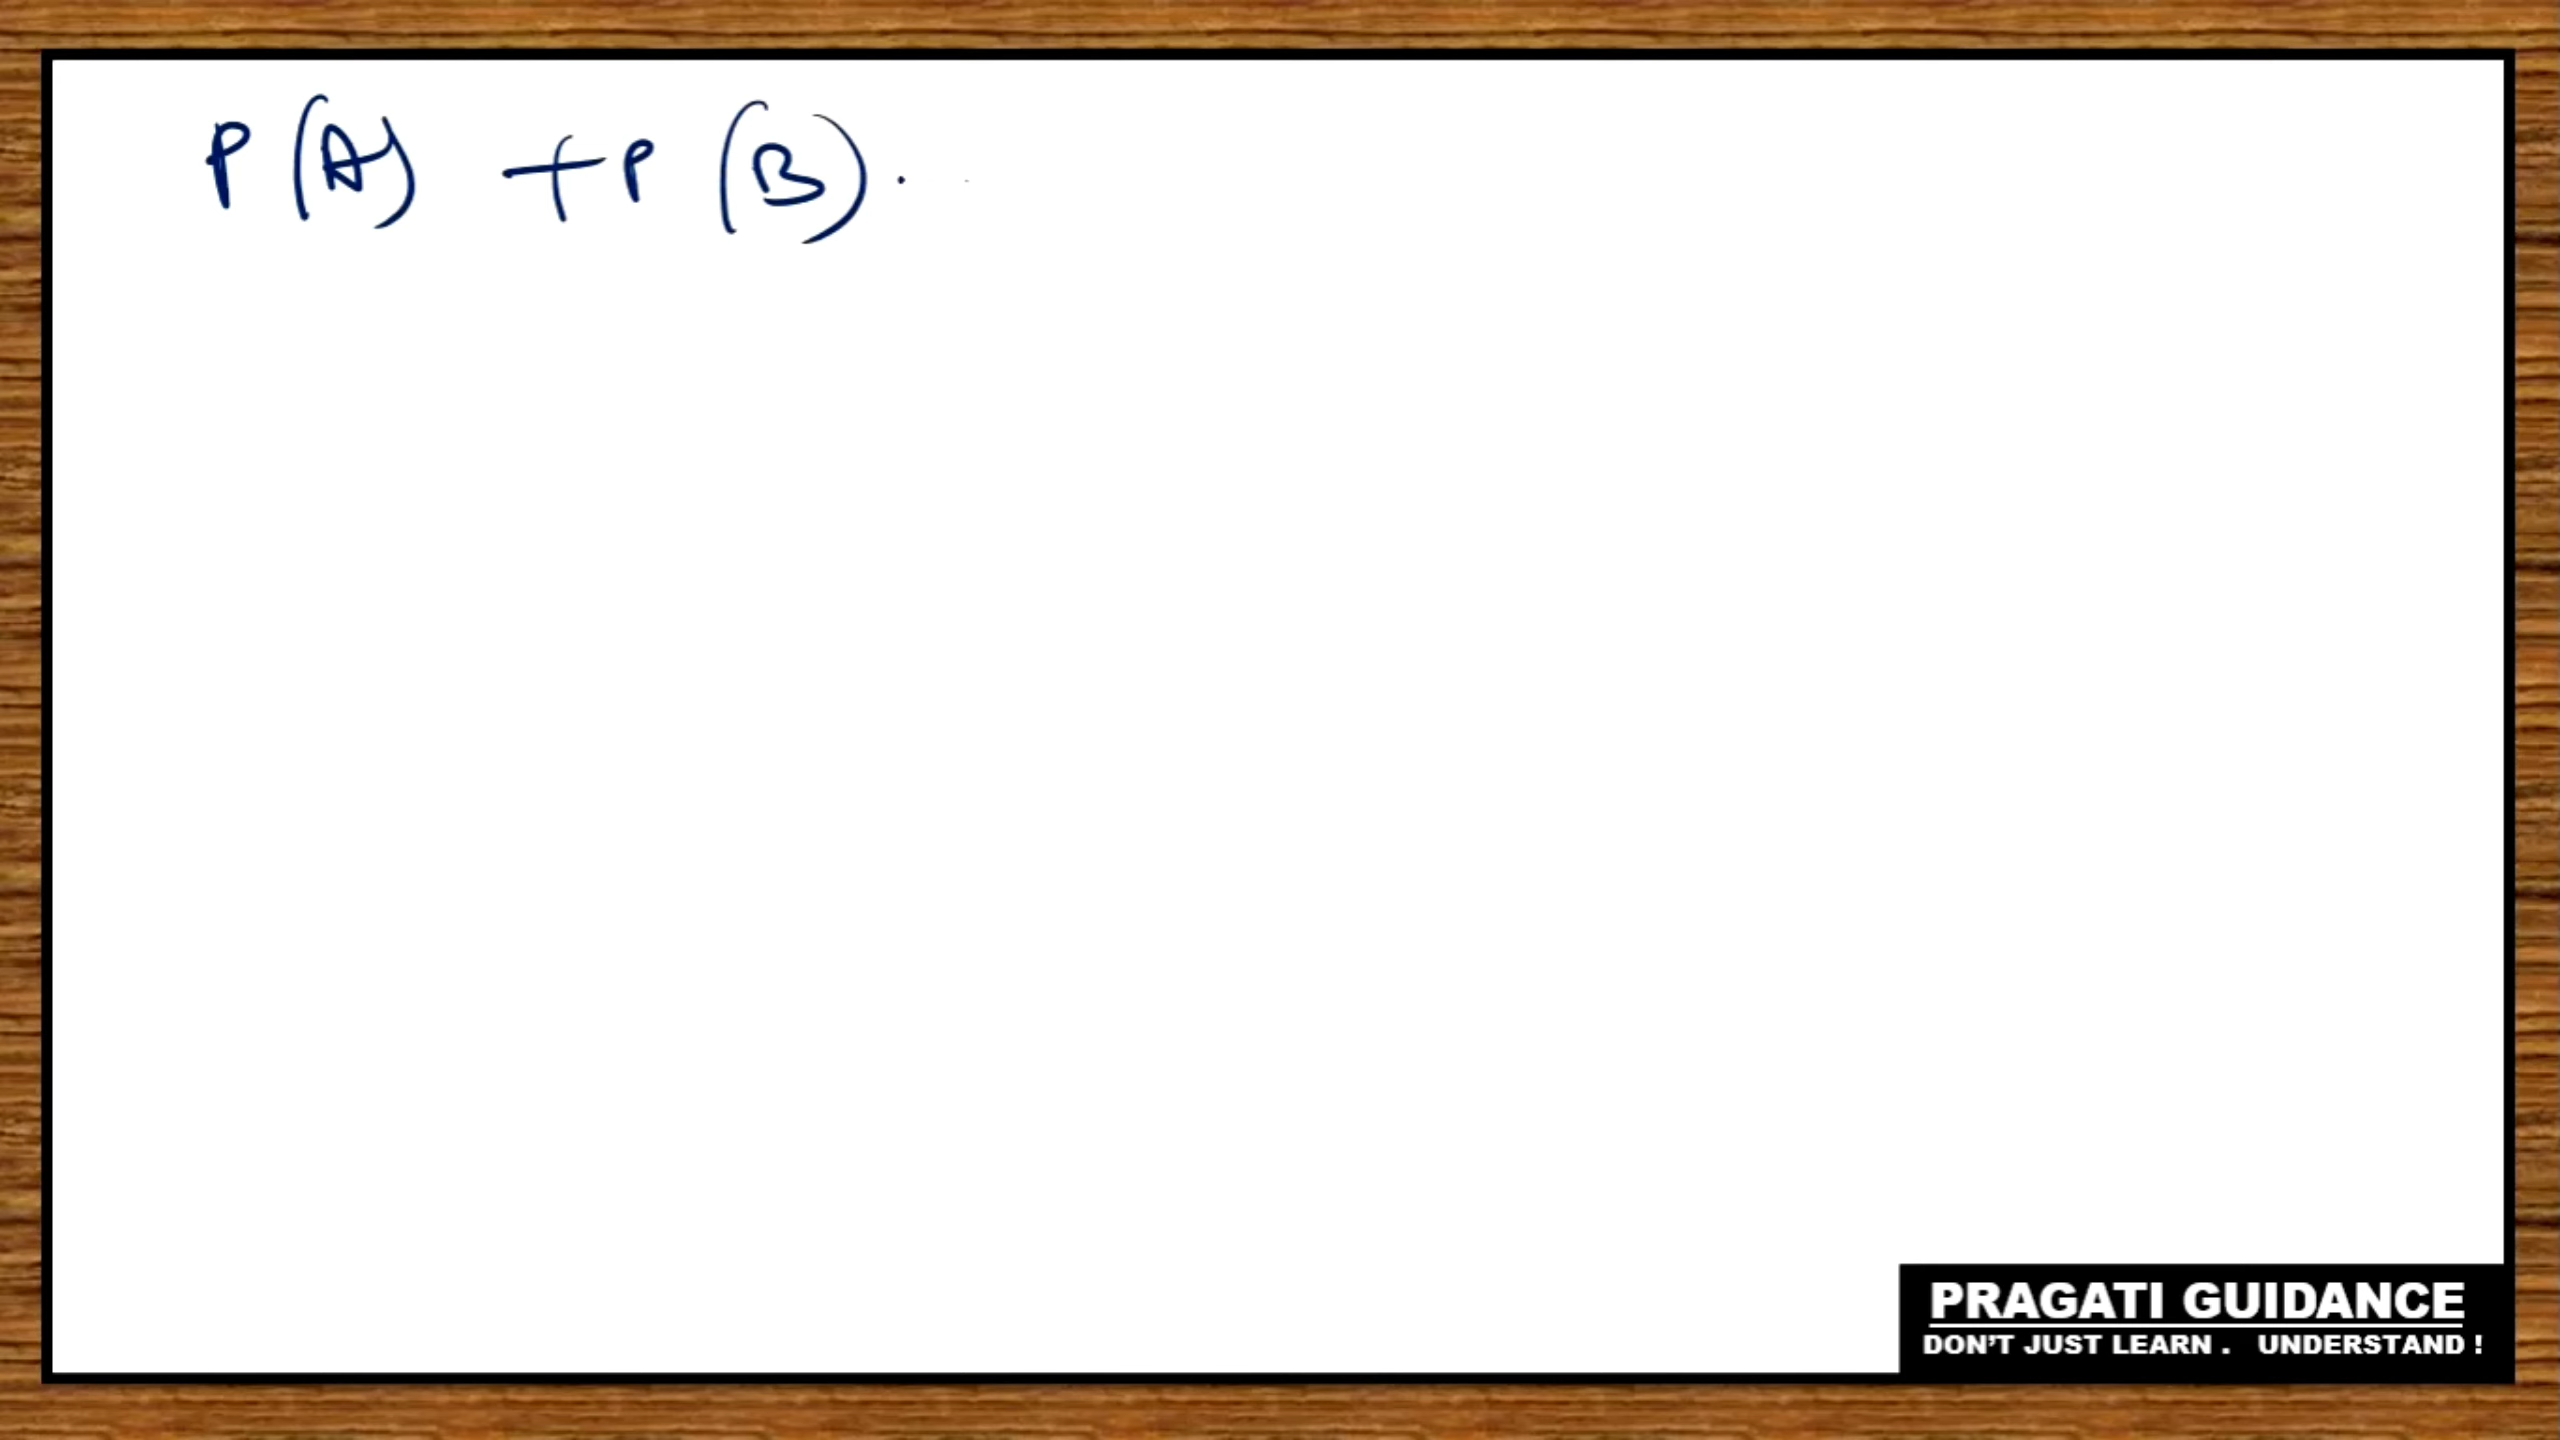 P(A) + P(B).
PRAGATI GUIDANCE
DON'T JUST LEARN . UNDERSTAND !